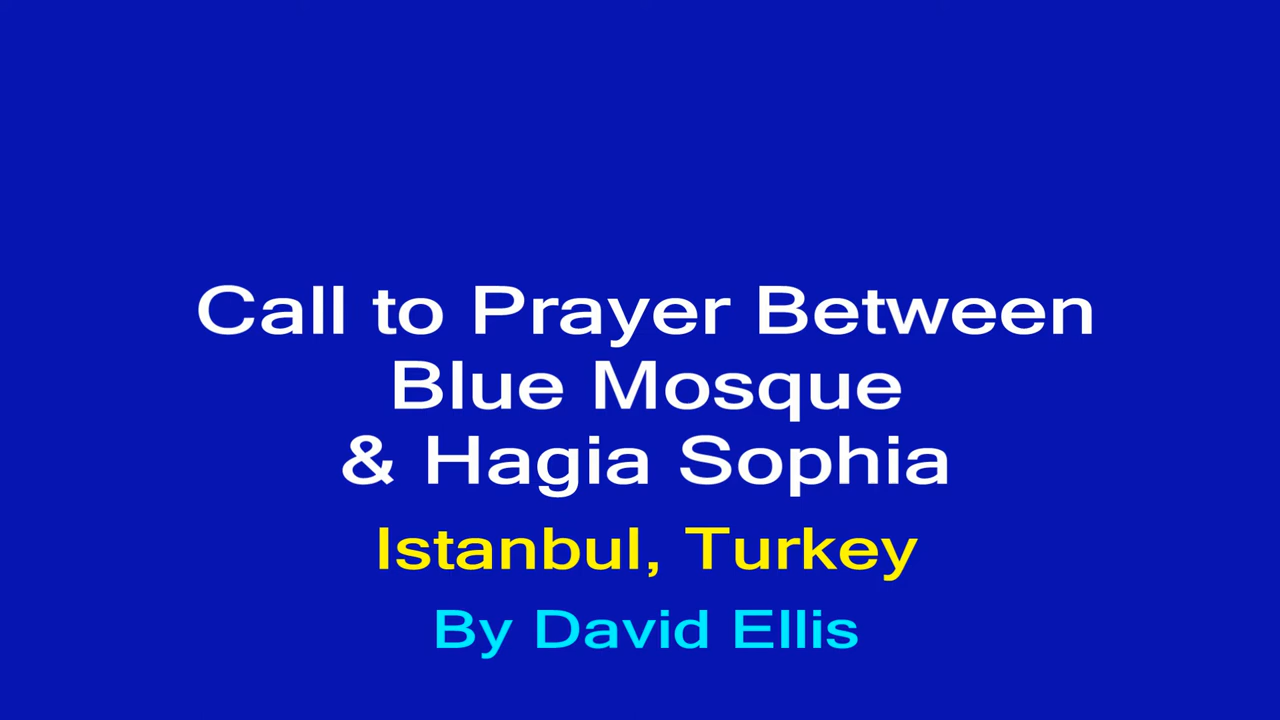 Call to Prayer Between
Blue Mosque
& Hagia Sophia
Istanbul, Turkey
By David Ellis